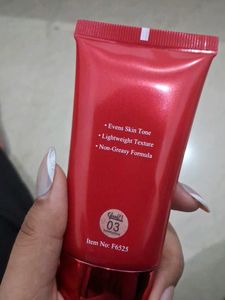 • Evens Skin Tone
• Lightweight Texture
• Non-Greasy Formula
03
Item No: F6525